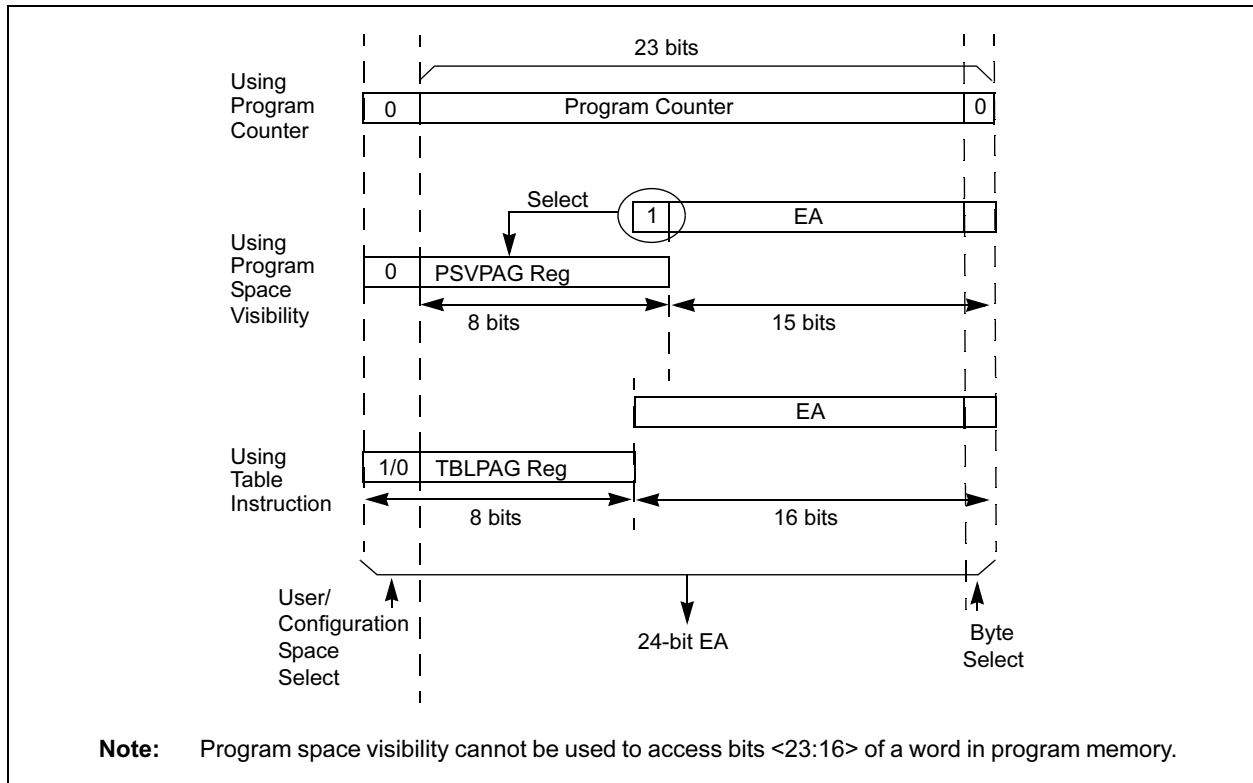 23 bits
Using
Program
Counter
0 Program Counter 0
Select
1 EA
Using
Program
Space
Visibility
0 PSVPAG Reg
8 bits 15 bits
EA
Using
Table
Instruction
1/0 TBLPAG Reg
8 bits 16 bits
User/
Configuration
Space
Select
24-bit EA
Byte
Select
Note: Program space visibility cannot be used to access bits <23:16> of a word in program memory.